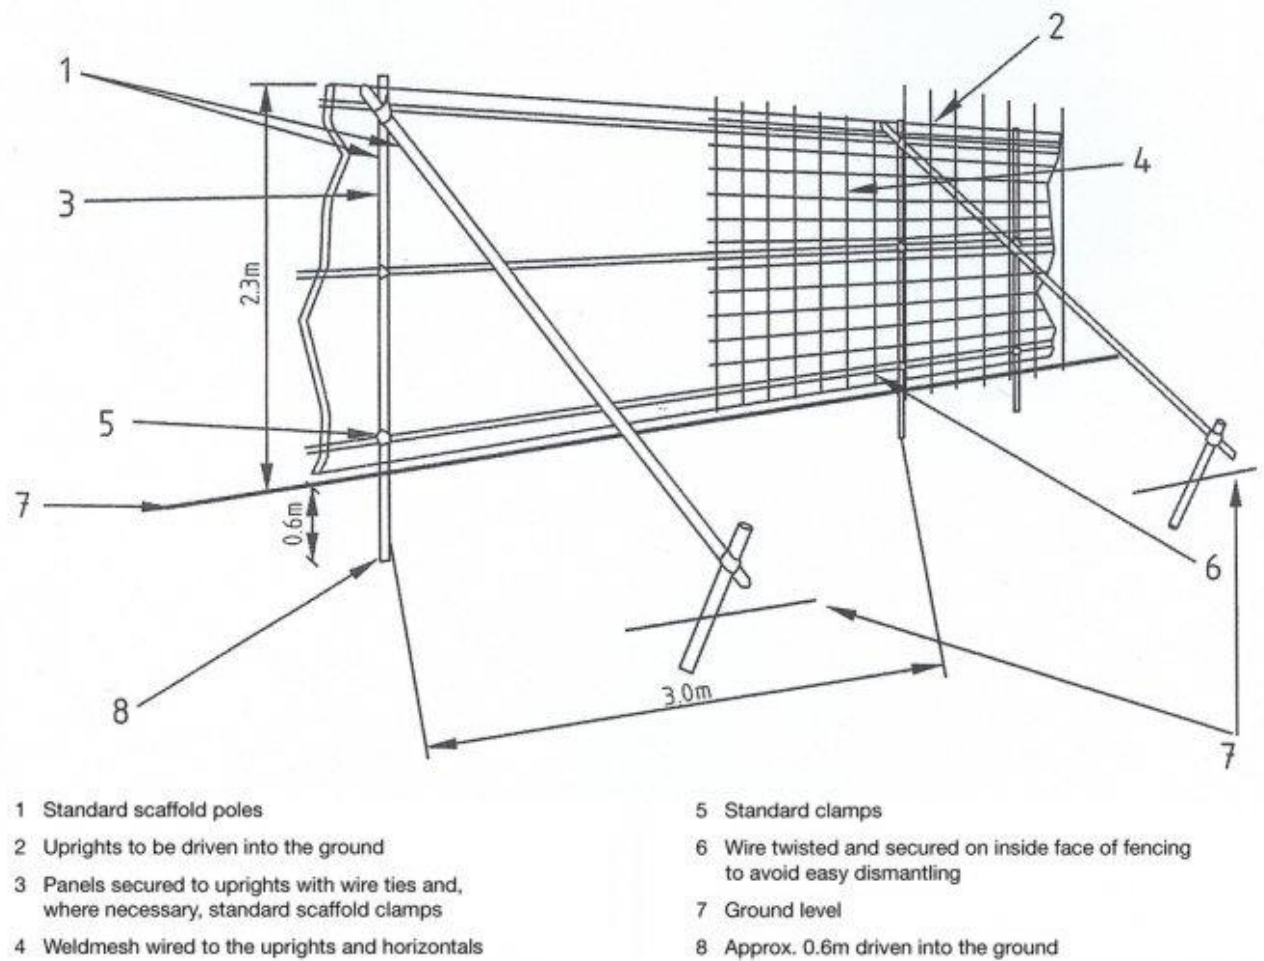 2
1
4
3
2.3m
5
7
0.6m
6
8
3.0m
7
1 Standard scaffold poles
2 Uprights to be driven into the ground
3 Panels secured to uprights with wire ties and,
where necessary, standard scaffold clamps
4 Weldmesh wired to the uprights and horizontals
5 Standard clamps
6 Wire twisted and secured on inside face of fencing
to avoid easy dismantling
7 Ground level
8 Approx. 0.6m driven into the ground